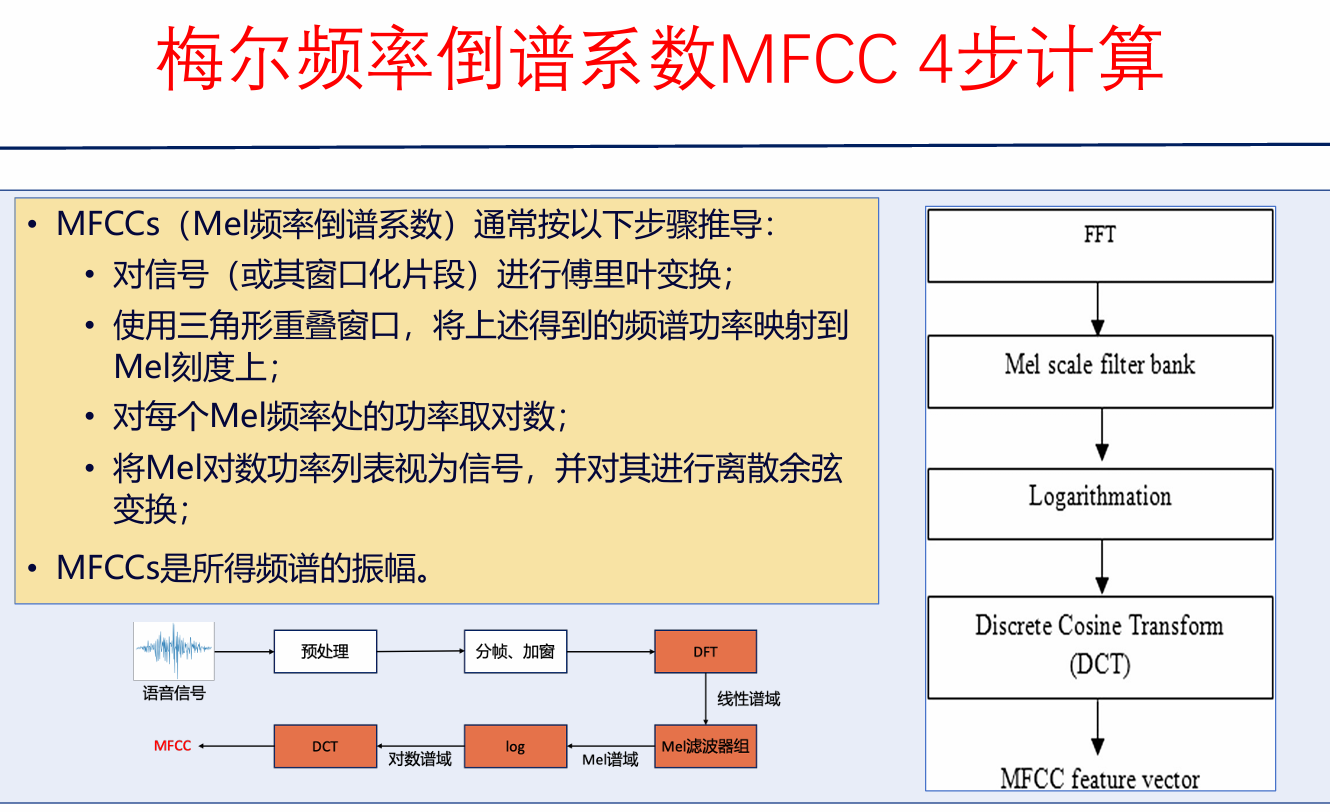 梅尔频率倒谱系数MFCC 4步计算
• MFCCs（Mel频率倒谱系数）通常按以下步骤推导：
• 对信号（或其窗口化片段）进行傅里叶变换；
• 使用三角形重叠窗口，将上述得到的频谱功率映射到
Mel刻度上；
• 对每个Mel频率处的功率取对数；
• 将Mel对数功率列表视为信号，并对其进行离散余弦
变换；
• MFCCs是所得频谱的振幅。
语音信号
预处理
分帧、加窗
DFT
线性谱域
Mel滤波器组
Mel谱域
log
对数谱域
DCT
MFCC
FFT
Mel scale filter bank
Logarithmation
Discrete Cosine Transform
(DCT)
MFCC feature vector